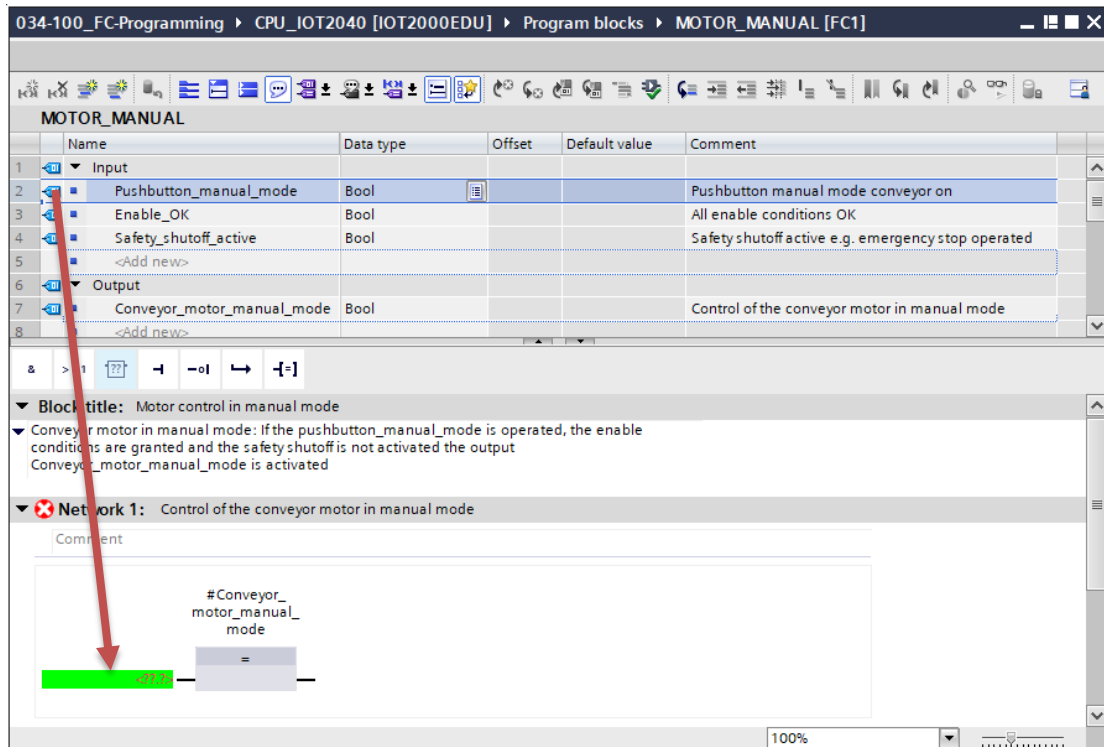 034-100_FC-Programming ▸ CPU_IOT2040 [IOT2000EDU] ▸ Program blocks ▸ MOTOR_MANUAL [FC1]
MOTOR_MANUAL
Name Data type Offset Default value Comment
1 Input
2 Pushbutton_manual_mode Bool Pushbutton manual mode conveyor on
3 Enable_OK Bool All enable conditions OK
4 Safety_shutoff_active Bool Safety shutoff active e.g. emergency stop operated
5 <Add new>
6 Output
7 Conveyor_motor_manual_mode Bool Control of the conveyor motor in manual mode
8 <Add new>
& ?? -o| -[=]
Block title: Motor control in manual mode
Conveyor motor in manual mode: If the pushbutton_manual_mode is operated, the enable
conditions are granted and the safety shutoff is not activated the output
Conveyor_motor_manual_mode is activated
Network 1: Control of the conveyor motor in manual mode
Comment
#Conveyor_
motor_manual_
mode
=
<??.?>
100%